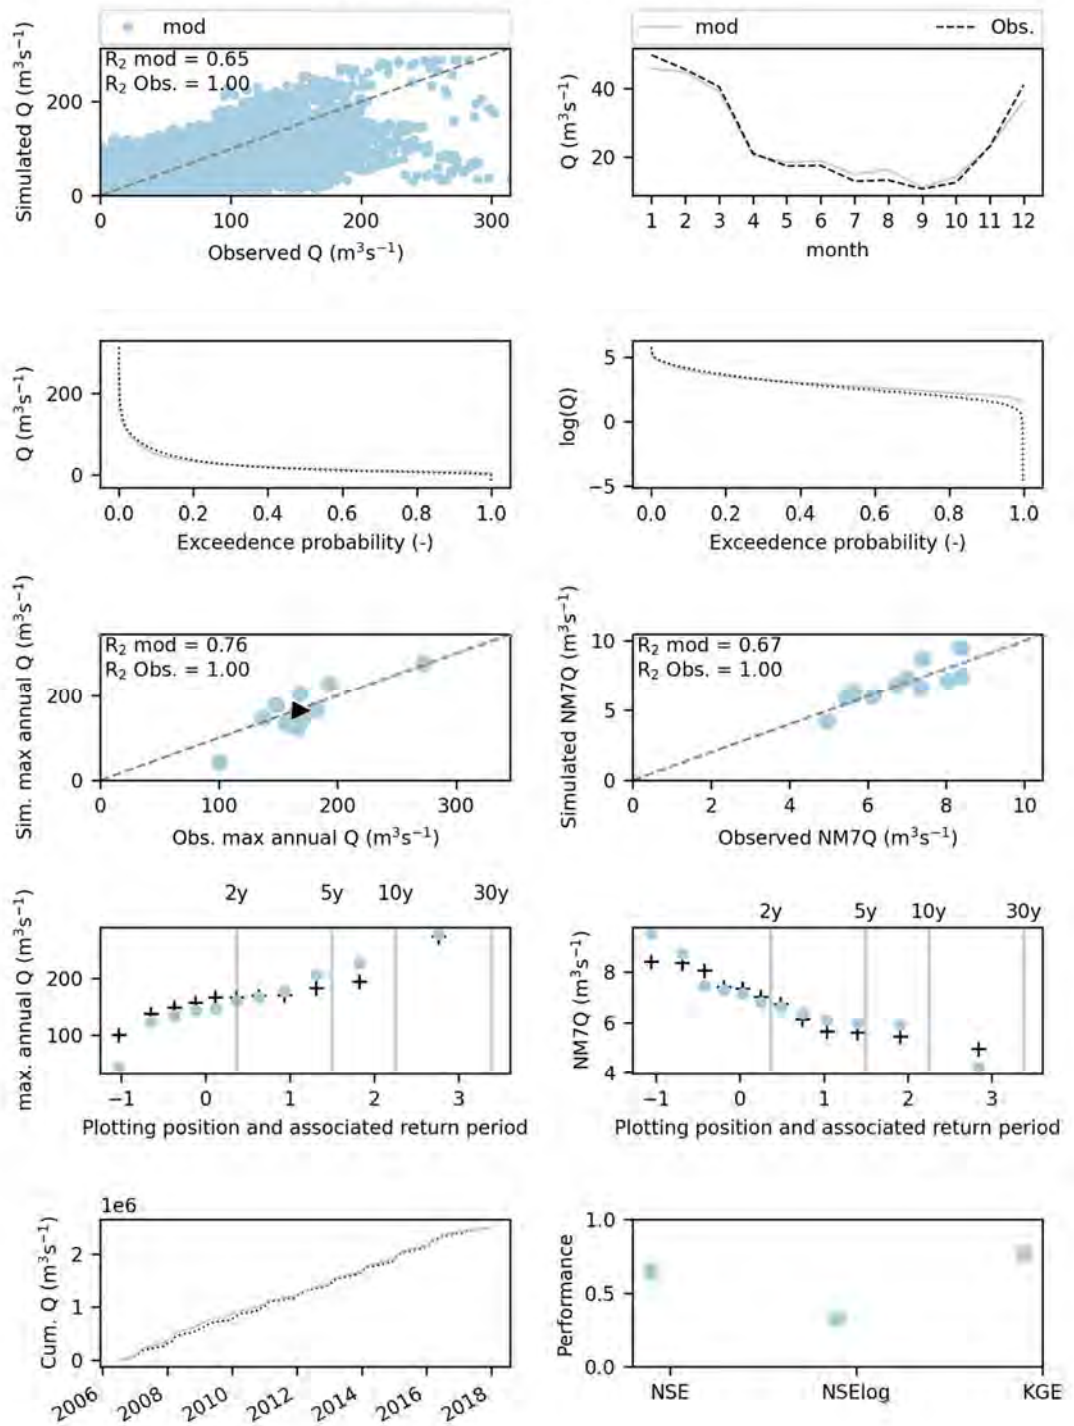 mod
Simulated Q (m³s⁻¹)
R₂ mod = 0.65
R₂ Obs. = 1.00
200
0
0 100 200 300
Observed Q (m³s⁻¹)
mod Obs.
Q (m³s⁻¹)
40
20
1 2 3 4 5 6 7 8 9 10 11 12
month
Q (m³s⁻¹)
200
0
0.0 0.2 0.4 0.6 0.8 1.0
Exceedence probability (-)
log(Q)
5
0
−5
0.0 0.2 0.4 0.6 0.8 1.0
Exceedence probability (-)
Sim. max annual Q (m³s⁻¹)
R₂ mod = 0.76
R₂ Obs. = 1.00
200
0
0 100 200 300
Obs. max annual Q (m³s⁻¹)
Simulated NM7Q (m³s⁻¹)
R₂ mod = 0.67
R₂ Obs. = 1.00
10
5
0
0 2 4 6 8 10
Observed NM7Q (m³s⁻¹)
max. annual Q (m³s⁻¹)
2y 5y 10y 30y
200
100
−1 0 1 2 3
Plotting position and associated return period
NM7Q (m³s⁻¹)
2y 5y 10y 30y
8
6
4
−1 0 1 2 3
Plotting position and associated return period
1e6
Cum. Q (m³s⁻¹)
2
1
0
2006 2008 2010 2012 2014 2016 2018
Performance
1.0
0.5
0.0
NSE NSElog KGE